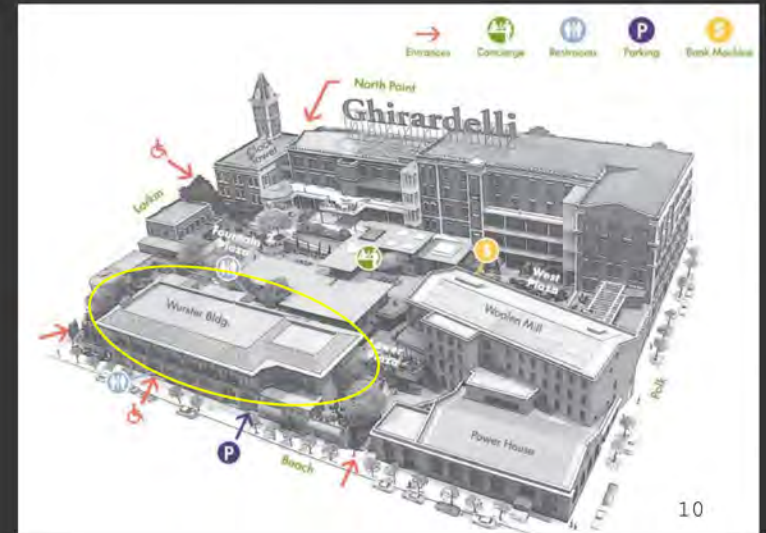 Entrances Concierge Restrooms Parking Bank Machine
P
$
North Point
Ghirardelli
Clock
Tower
Larkin
Fountain
Plaza
$
West
Plaza
Wurster Bldg.
Woolen Mill
Plaza
Polk
Power House
P
Beach
10